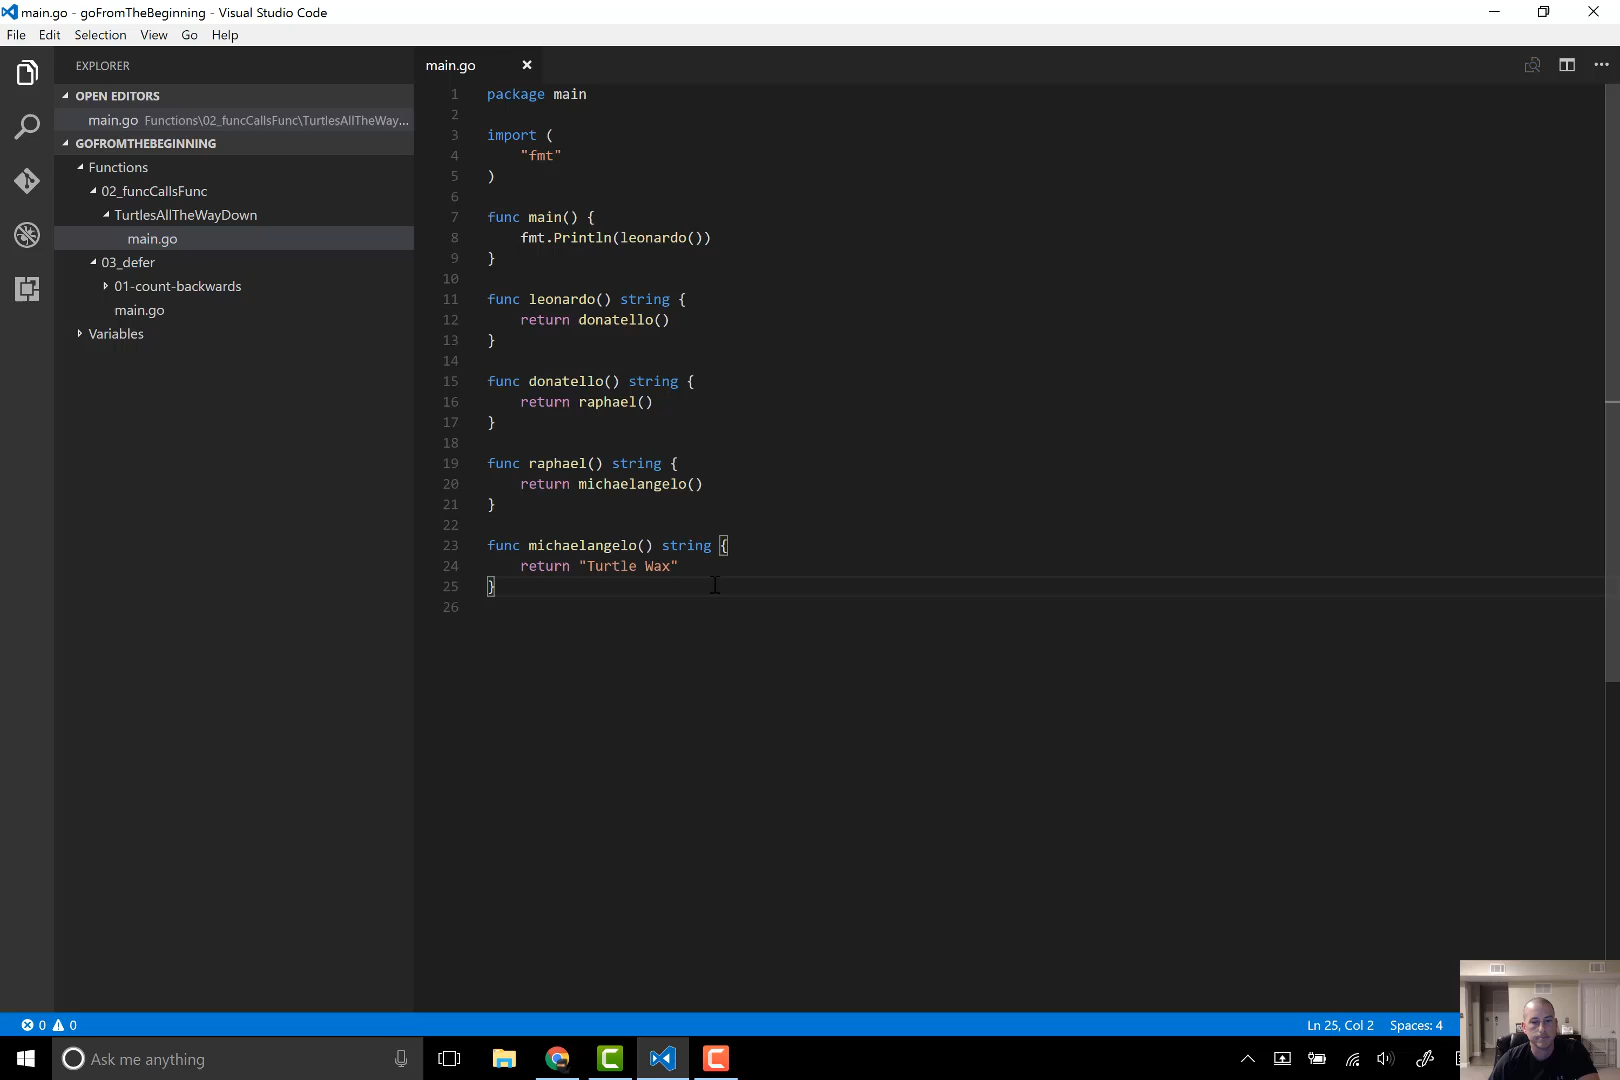 main.go - goFromTheBeginning - Visual Studio Code
File Edit Selection View Go Help
EXPLORER
OPEN EDITORS
main.go Functions\02_funcCallsFunc\TurtlesAllTheWay...
GOFROMTHEBEGINNING
Functions
02_funcCallsFunc
TurtlesAllTheWayDown
main.go
03_defer
01-count-backwards
main.go
Variables
main.go
1 package main
2
3 import (
4 "fmt"
5 )
6
7 func main() {
8 fmt.Println(leonardo())
9 }
10
11 func leonardo() string {
12 return donatello()
13 }
14
15 func donatello() string {
16 return raphael()
17 }
18
19 func raphael() string {
20 return michaelangelo()
21 }
22
23 func michaelangelo() string {
24 return "Turtle Wax"
25 }
26
0 0 Ln 25, Col 2 Spaces: 4
Ask me anything